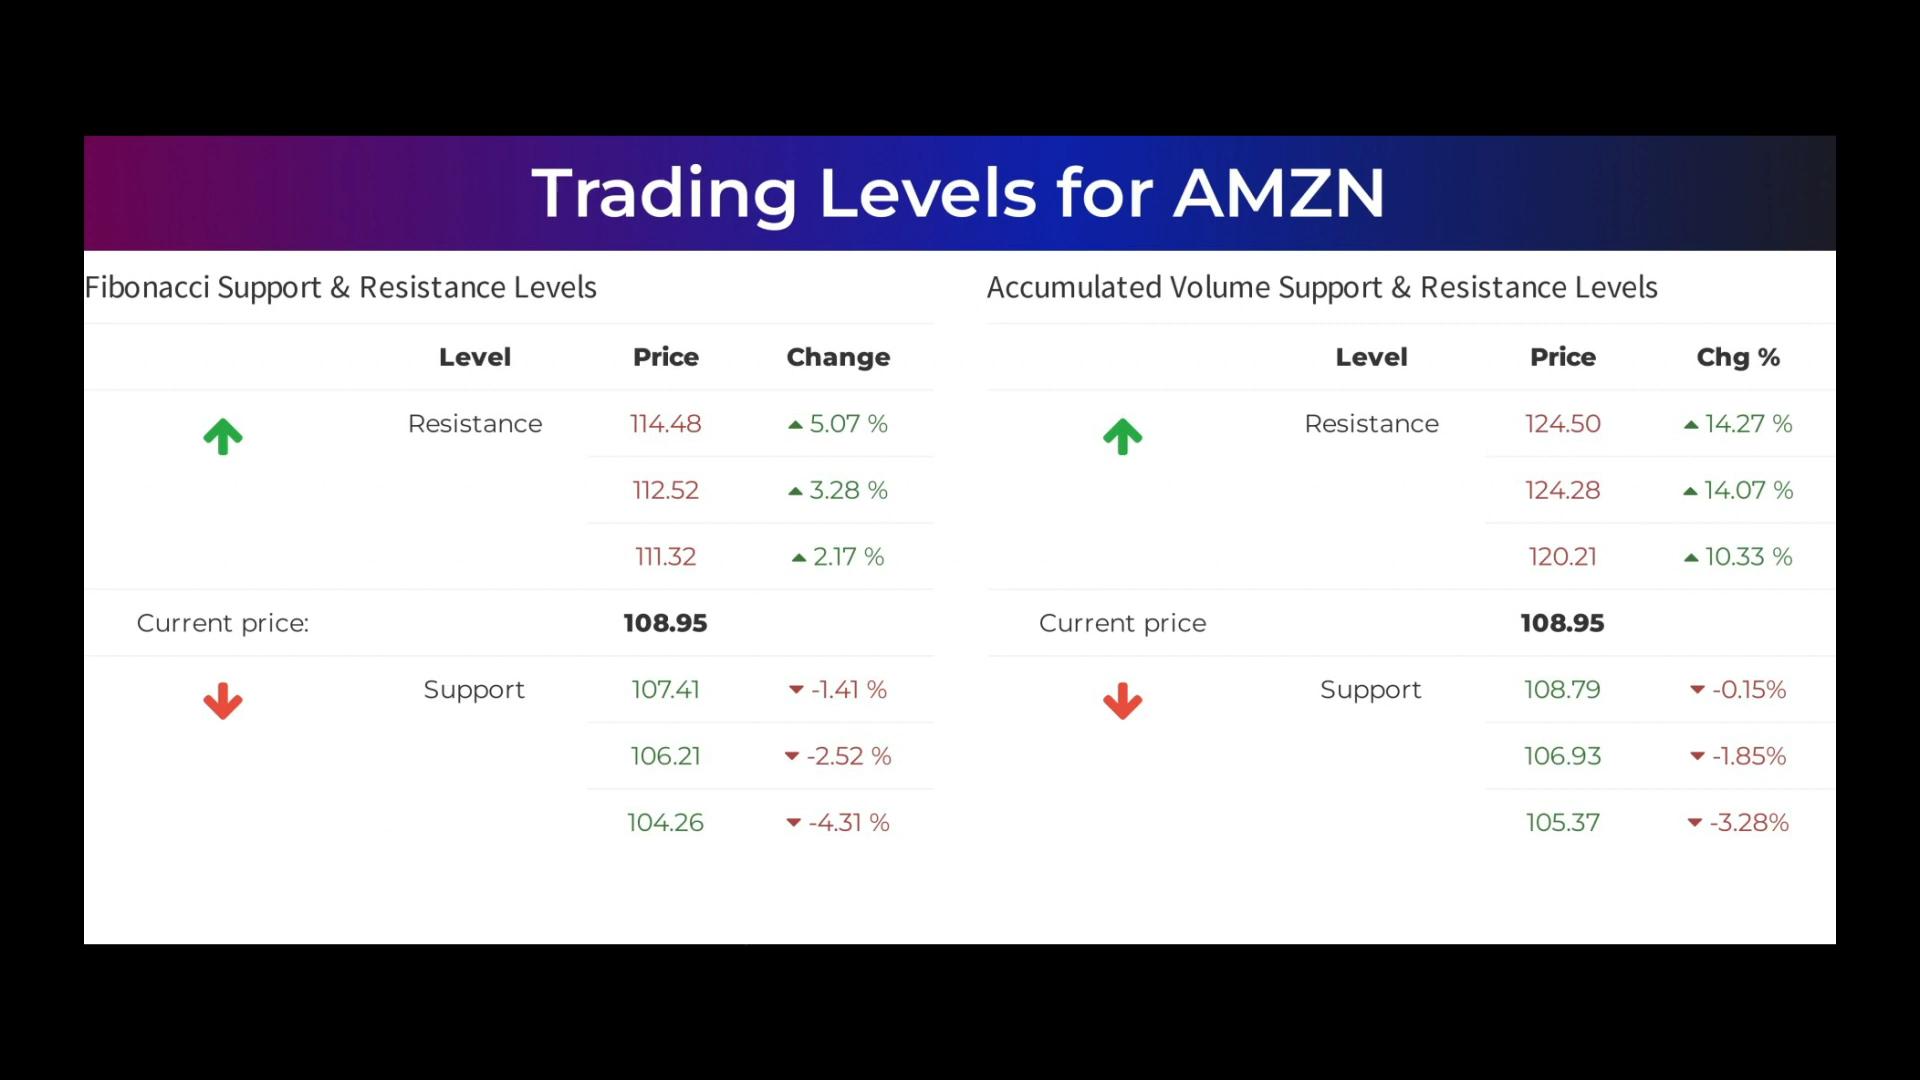 Trading Levels for AMZN
Fibonacci Support & Resistance Levels
Level Price Change
Resistance 114.48 ▲ 5.07 %
112.52 ▲ 3.28 %
111.32 ▲ 2.17 %
Current price: 108.95
Support 107.41 ▼ -1.41 %
106.21 ▼ -2.52 %
104.26 ▼ -4.31 %
Accumulated Volume Support & Resistance Levels
Level Price Chg %
Resistance 124.50 ▲ 14.27 %
124.28 ▲ 14.07 %
120.21 ▲ 10.33 %
Current price 108.95
Support 108.79 ▼ -0.15%
106.93 ▼ -1.85%
105.37 ▼ -3.28%